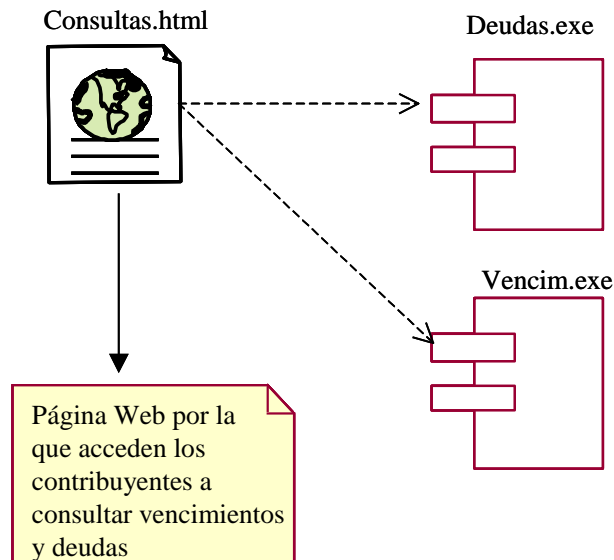 Consultas.html
Deudas.exe
Vencim.exe
Página Web por la
que acceden los
contribuyentes a
consultar vencimientos
y deudas